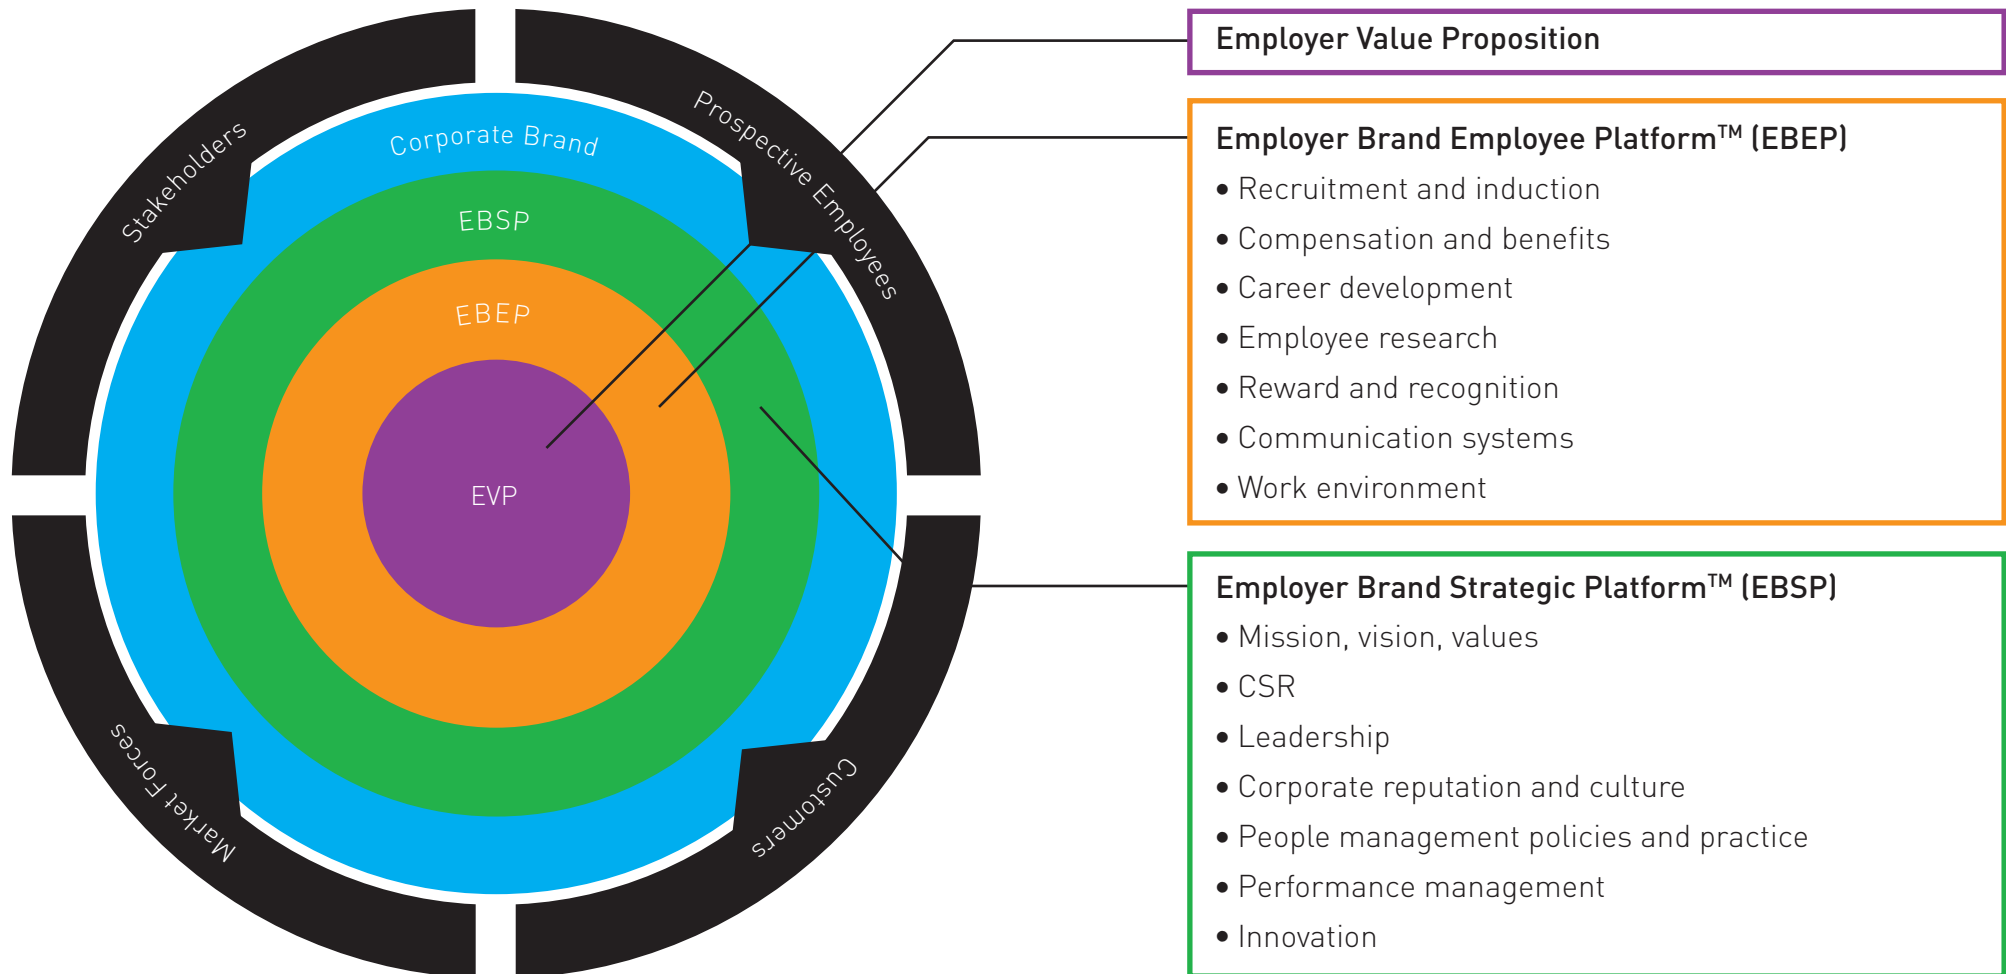 Stakeholders
Prospective Employees
Corporate Brand
EBSP
EBEP
EVP
Market Forces
Customers
Employer Value Proposition
Employer Brand Employee Platform™ (EBEP)
• Recruitment and induction
• Compensation and benefits
• Career development
• Employee research
• Reward and recognition
• Communication systems
• Work environment
Employer Brand Strategic Platform™ (EBSP)
• Mission, vision, values
• CSR
• Leadership
• Corporate reputation and culture
• People management policies and practice
• Performance management
• Innovation